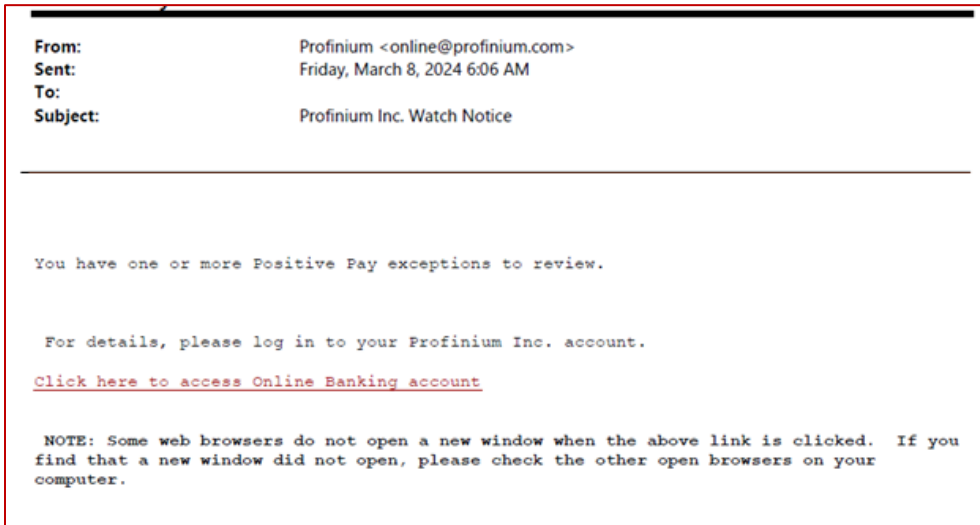 From: Profinium <online@profinium.com>
Sent: Friday, March 8, 2024 6:06 AM
To:
Subject: Profinium Inc. Watch Notice
You have one or more Positive Pay exceptions to review.
For details, please log in to your Profinium Inc. account.
Click here to access Online Banking account
NOTE: Some web browsers do not open a new window when the above link is clicked. If you
find that a new window did not open, please check the other open browsers on your
computer.